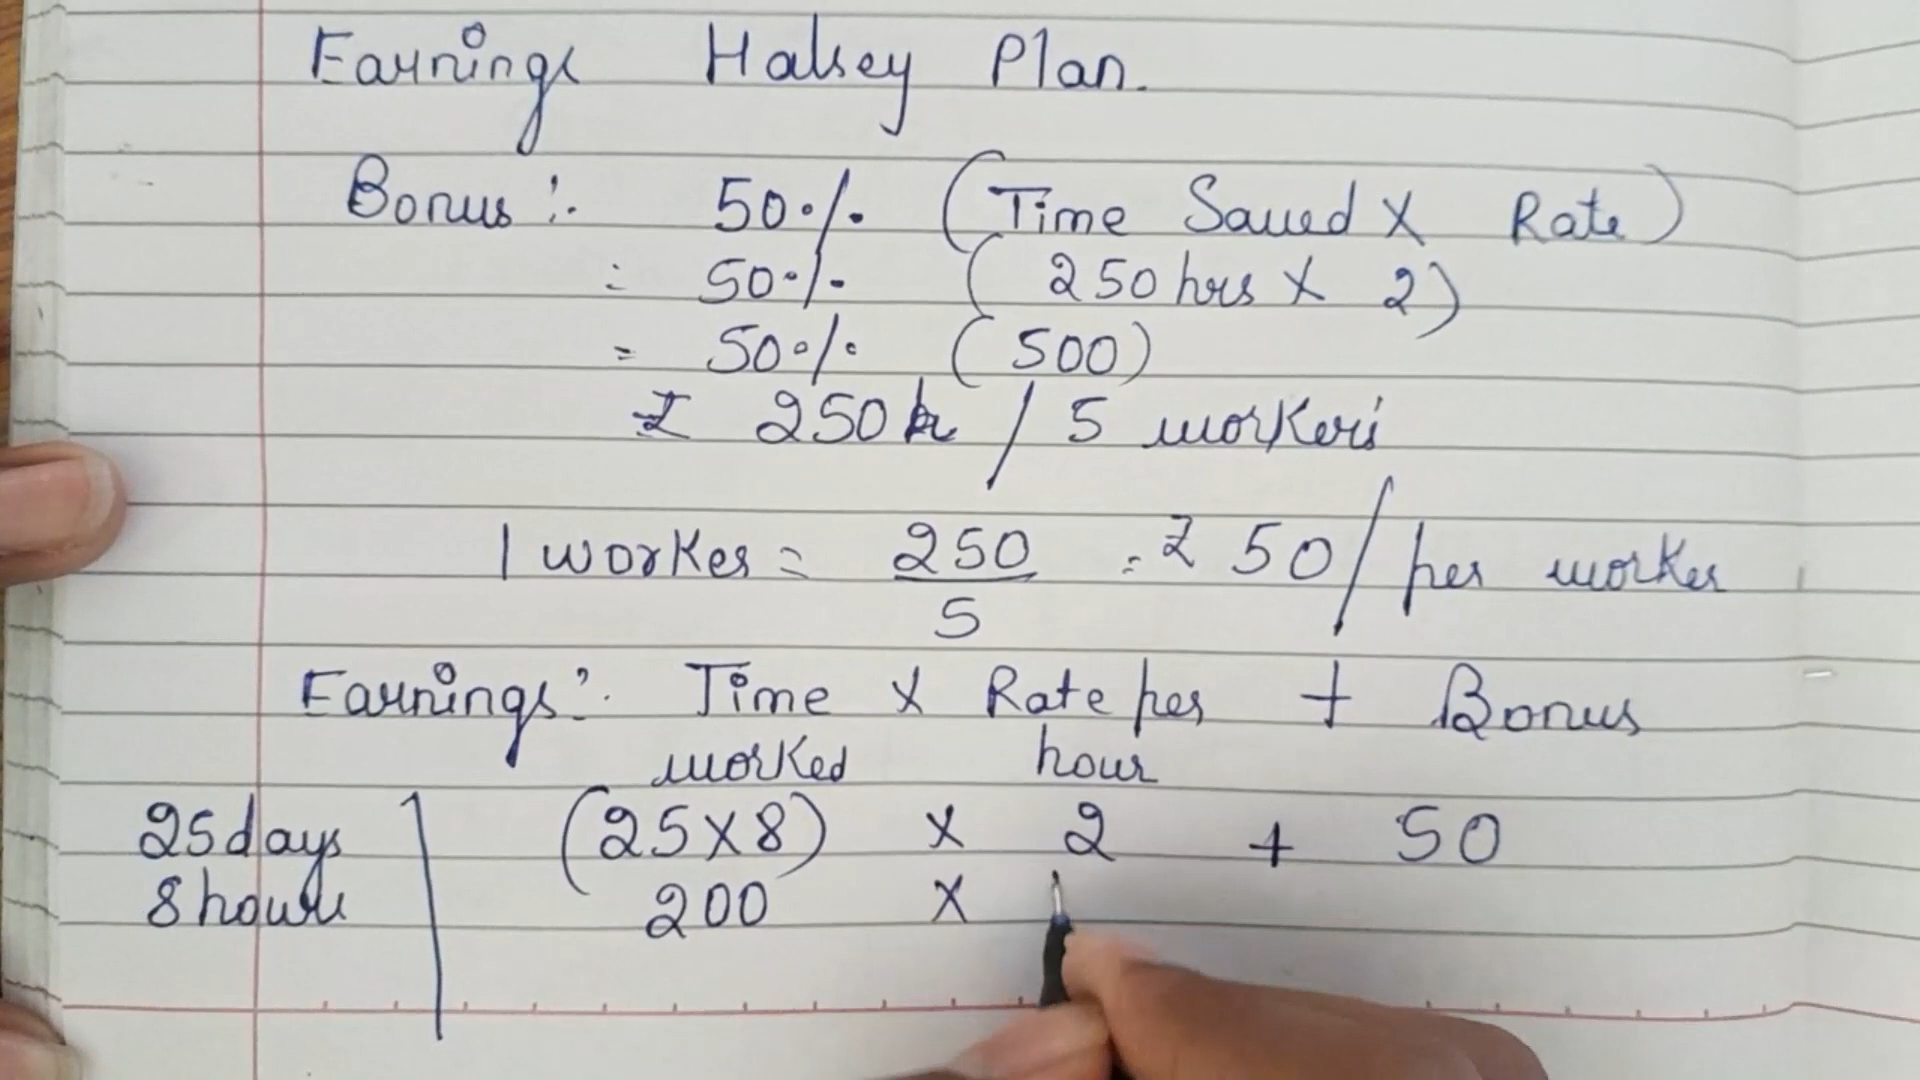 Earnings Halsey Plan.
Bonus :- 50% (Time Saved X Rate)
= 50% (250 hrs X 2)
= 50% (500)
₹ 250 / 5 workers
1 worker = 250/5 = ₹ 50/per worker
Earnings :- Time worked X Rate per hour + Bonus
25 days (25X8) X 2 + 50
8 hours 200 X